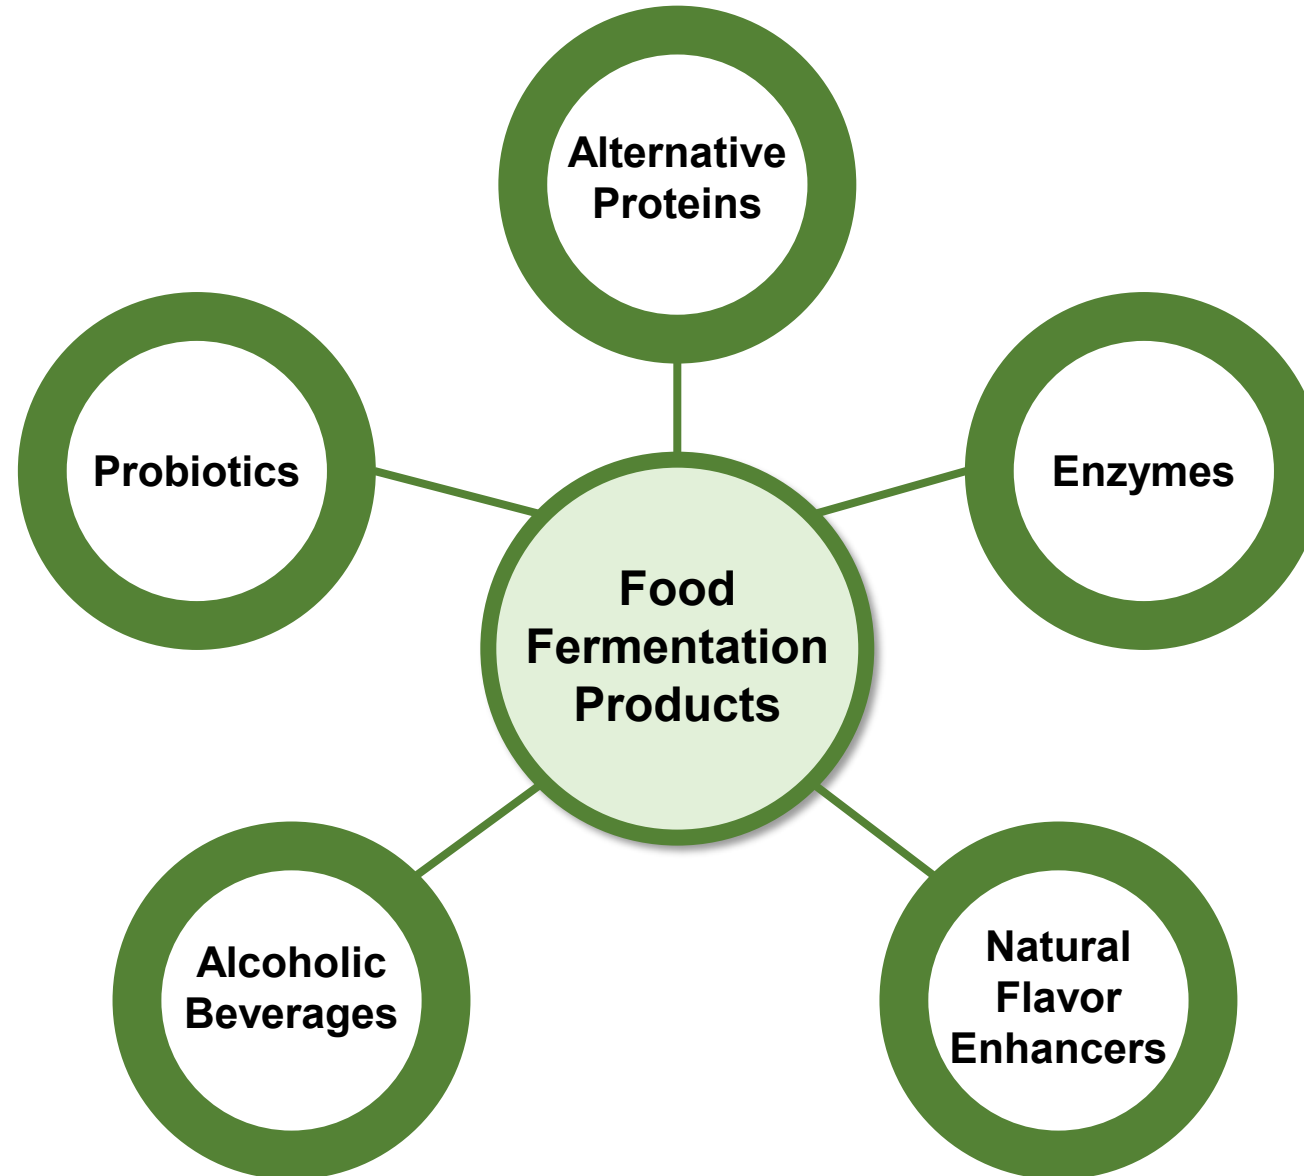 Alternative
Proteins
Probiotics
Enzymes
Food
Fermentation
Products
Alcoholic
Beverages
Natural
Flavor
Enhancers